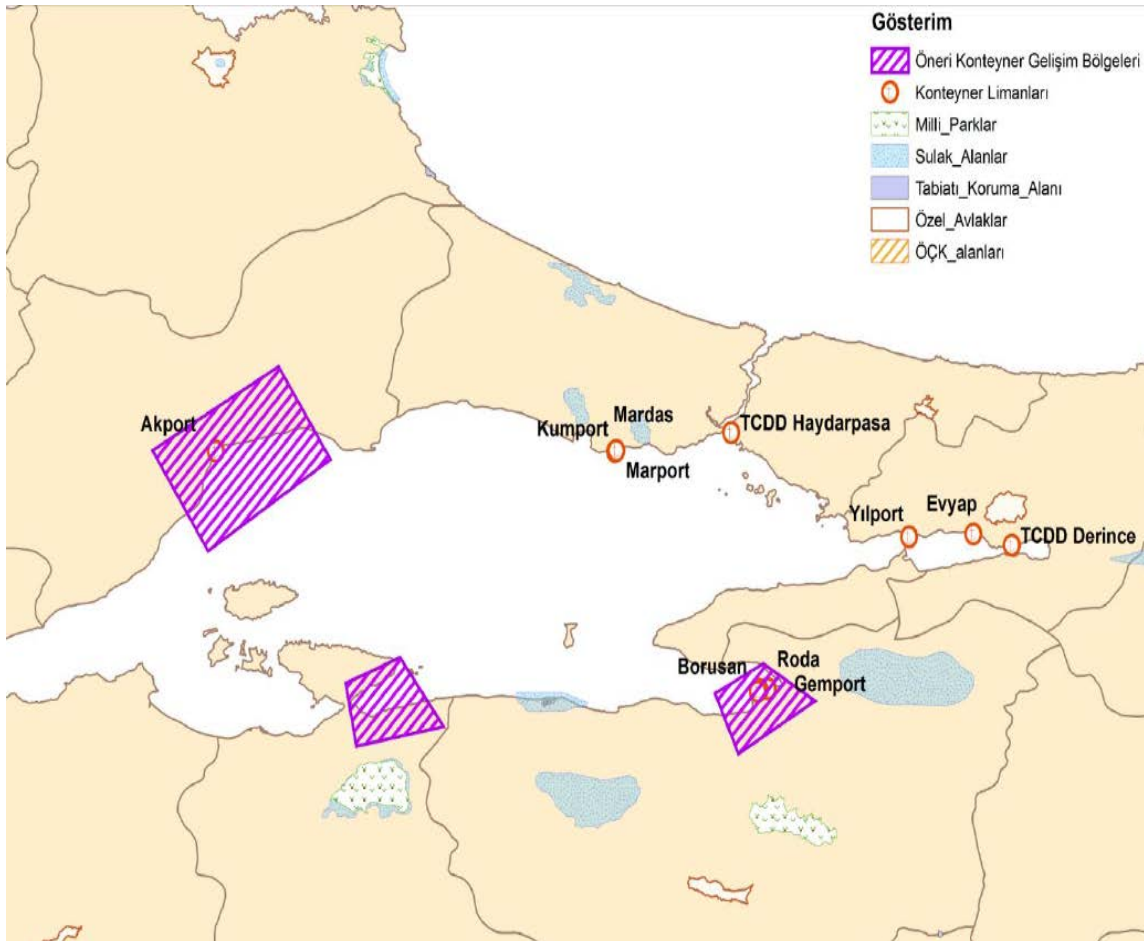 Gösterim
Öneri Konteyner Gelişim Bölgeleri
Konteyner Limanları
Milli_Parklar
Sulak_Alanlar
Tabiatı_Koruma_Alanı
Özel_Avlaklar
ÖÇK_alanları
Akport
Kumport
Mardas
Marport
TCDD Haydarpasa
Yılport
Evyap
TCDD Derince
Borusan
Roda
Gemport